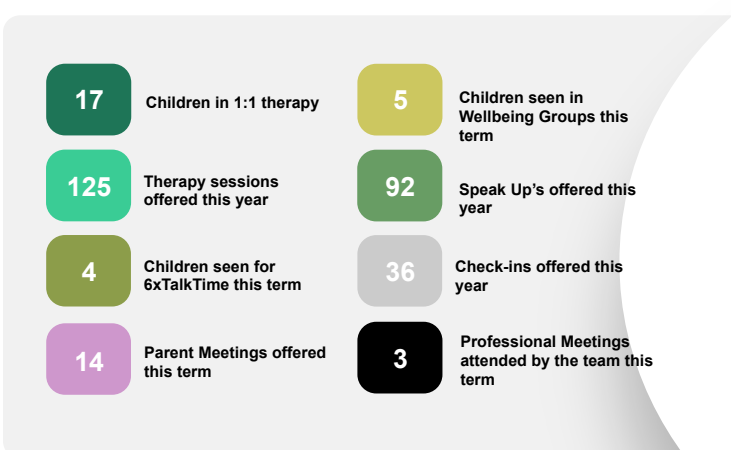 17
Children in 1:1 therapy
5
Children seen in
Wellbeing Groups this
term
125
Therapy sessions
offered this year
92
Speak Up's offered this
year
4
Children seen for
6xTalkTime this term
36
Check-ins offered this
year
14
Parent Meetings offered
this term
3
Professional Meetings
attended by the team this
term